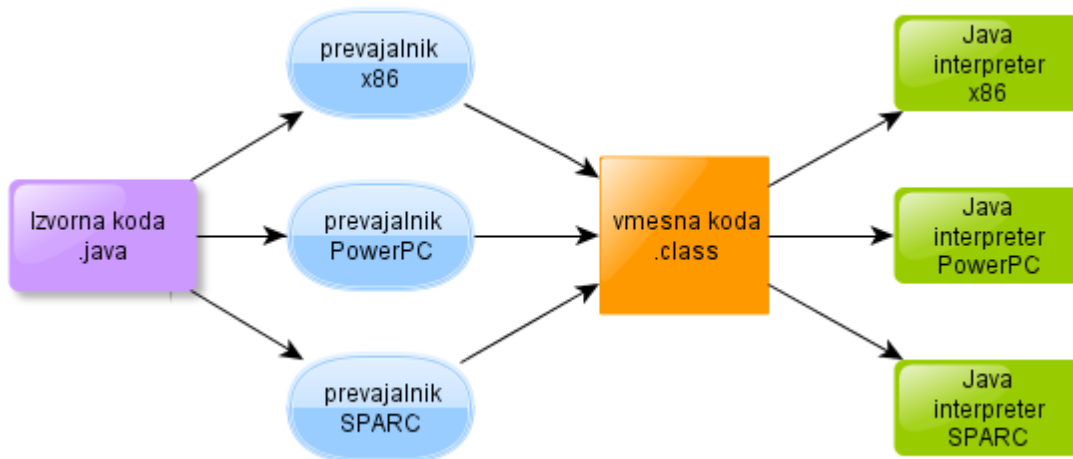 Izvorna koda
.java
prevajalnik
x86
prevajalnik
PowerPC
prevajalnik
SPARC
vmesna koda
.class
Java
interpreter
x86
Java
interpreter
PowerPC
Java
interpreter
SPARC